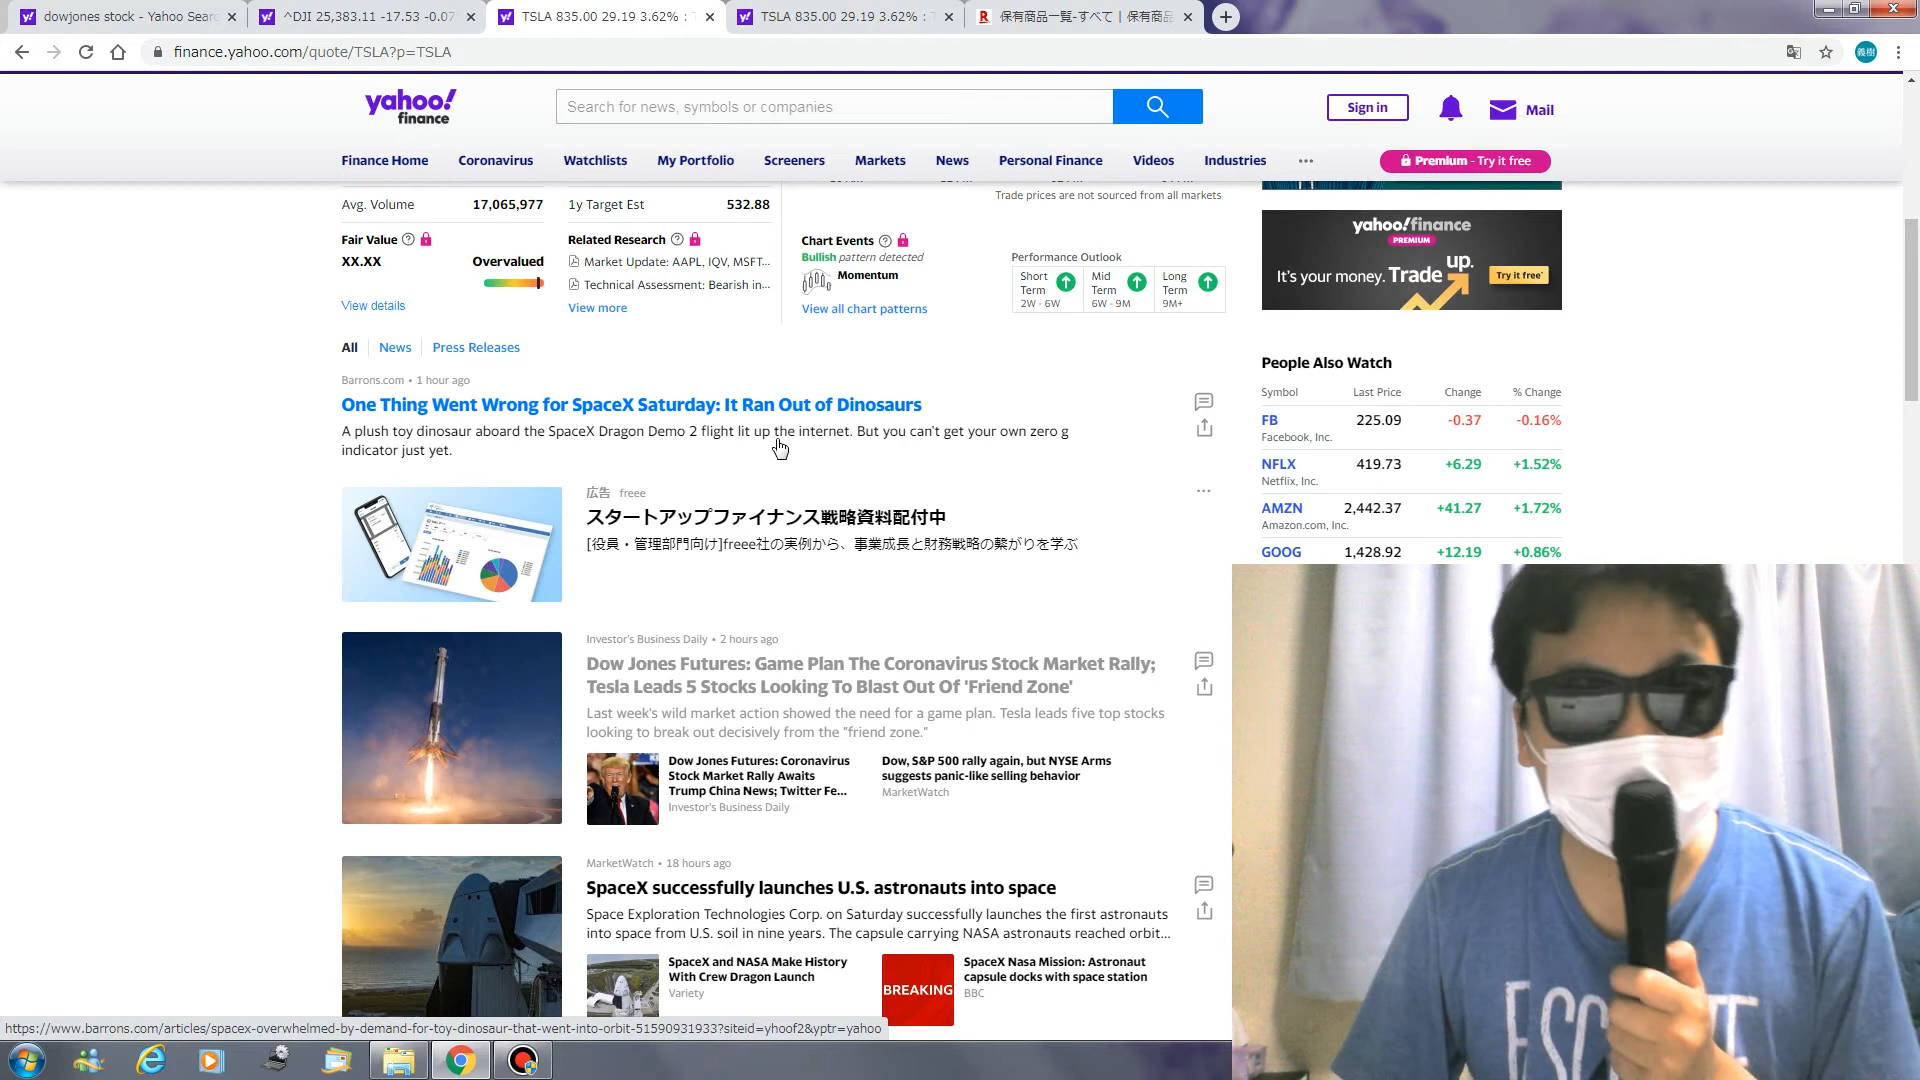 dowjones stock - Yahoo Sear
^DJI 25,383.11 -17.53 -0.07
TSLA 835.00 29.19 3.62% : T
TSLA 835.00 29.19 3.62% : T
R 保有商品一覧-すべて | 保有商品
finance.yahoo.com/quote/TSLA?p=TSLA
義樹
yahoo!
finance
Search for news, symbols or companies
Sign in
Mail
Finance Home Coronavirus Watchlists My Portfolio Screeners Markets News Personal Finance Videos Industries ...
Premium - Try it free
Avg. Volume 17,065,977
1y Target Est 532.88
Trade prices are not sourced from all markets
Fair Value
XX.XX Overvalued
View details
Related Research
Market Update: AAPL, IQV, MSFT...
Technical Assessment: Bearish in...
View more
Chart Events
Bullish pattern detected
Momentum
View all chart patterns
Performance Outlook
Short Term 2W - 6W
Mid Term 6W - 9M
Long Term 9M+
yahoo!finance
PREMIUM
It's your money. Trade up.
Try it free*
All News Press Releases
Barrons.com • 1 hour ago
One Thing Went Wrong for SpaceX Saturday: It Ran Out of Dinosaurs
A plush toy dinosaur aboard the SpaceX Dragon Demo 2 flight lit up the internet. But you can't get your own zero g
indicator just yet.
広告 freee
スタートアップファイナンス戦略資料配付中
[役員・管理部門向け]freee社の実例から、事業成長と財務戦略の繋がりを学ぶ
Investor's Business Daily • 2 hours ago
Dow Jones Futures: Game Plan The Coronavirus Stock Market Rally;
Tesla Leads 5 Stocks Looking To Blast Out Of 'Friend Zone'
Last week's wild market action showed the need for a game plan. Tesla leads five top stocks
looking to break out decisively from the "friend zone."
Dow Jones Futures: Coronavirus
Stock Market Rally Awaits
Trump China News; Twitter Fe...
Investor's Business Daily
Dow, S&P 500 rally again, but NYSE Arms
suggests panic-like selling behavior
MarketWatch
MarketWatch • 18 hours ago
SpaceX successfully launches U.S. astronauts into space
Space Exploration Technologies Corp. on Saturday successfully launches the first astronauts
into space from U.S. soil in nine years. The capsule carrying NASA astronauts reached orbit...
SpaceX and NASA Make History
With Crew Dragon Launch
Variety
BREAKING
SpaceX Nasa Mission: Astronaut
capsule docks with space station
BBC
People Also Watch
Symbol Last Price Change % Change
FB 225.09 -0.37 -0.16%
Facebook, Inc.
NFLX 419.73 +6.29 +1.52%
Netflix, Inc.
AMZN 2,442.37 +41.27 +1.72%
Amazon.com, Inc.
GOOG 1,428.92 +12.19 +0.86%
https://www.barrons.com/articles/spacex-overwhelmed-by-demand-for-toy-dinosaur-that-went-into-orbit-51590931933?siteid=yhoof2&yptr=yahoo